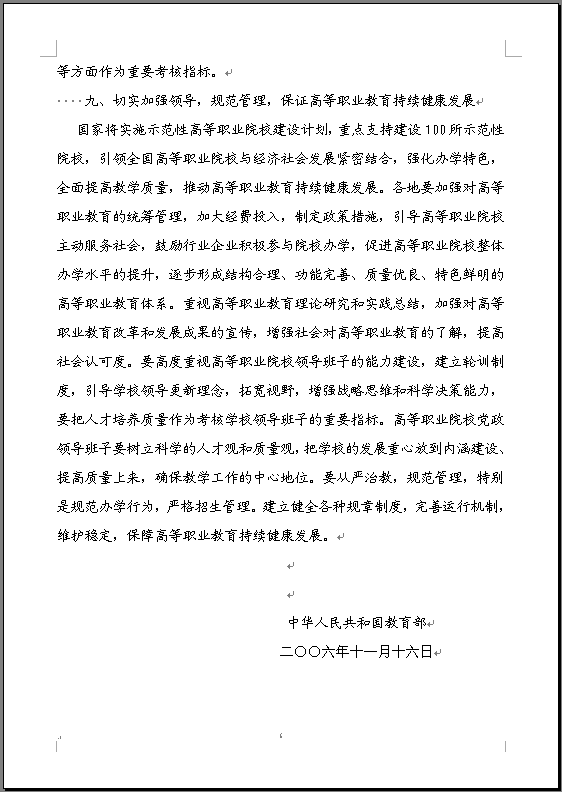 等方面作为重要考核指标。
九、切实加强领导，规范管理，保证高等职业教育持续健康发展
国家将实施示范性高等职业院校建设计划，重点支持建设100所示范性
院校，引领全国高等职业院校与经济社会发展紧密结合，强化办学特色，
全面提高教学质量，推动高等职业教育持续健康发展。各地要加强对高等
职业教育的统筹管理，加大经费投入，制定政策措施，引导高等职业院校
主动服务社会，鼓励行业企业积极参与院校办学，促进高等职业院校整体
办学水平的提升，逐步形成结构合理、功能完善、质量优良、特色鲜明的
高等职业教育体系。重视高等职业教育理论研究和实践总结，加强对高等
职业教育改革和发展成果的宣传，增强社会对高等职业教育的了解，提高
社会认可度。要高度重视高等职业院校领导班子的能力建设，建立轮训制
度，引导学校领导更新理念，拓宽视野，增强战略思维和科学决策能力，
要把人才培养质量作为考核学校领导班子的重要指标。高等职业院校党政
领导班子要树立科学的人才观和质量观，把学校的发展重心放到内涵建设、
提高质量上来，确保教学工作的中心地位。要从严治教，规范管理，特别
是规范办学行为，严格招生管理。建立健全各种规章制度，完善运行机制，
维护稳定，保障高等职业教育持续健康发展。
中华人民共和国教育部
二〇〇六年十一月十六日
6